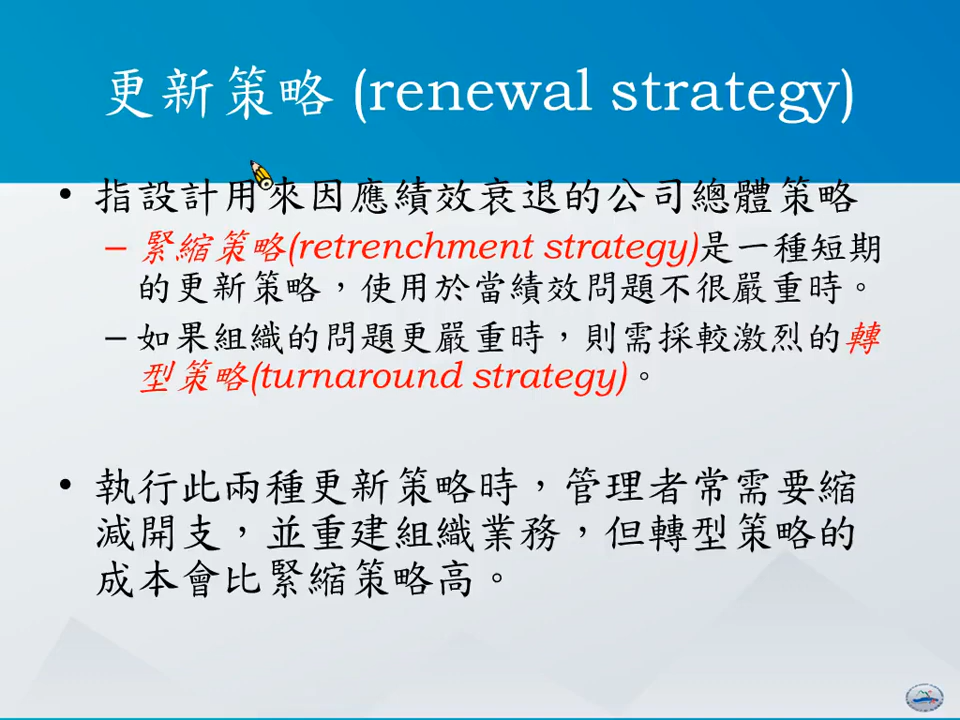 更新策略 (renewal strategy)
• 指設計用來因應績效衰退的公司總體策略
– 緊縮策略(retrenchment strategy)是一種短期
的更新策略，使用於當績效問題不很嚴重時。
– 如果組織的問題更嚴重時，則需採較激烈的轉
型策略(turnaround strategy)。
• 執行此兩種更新策略時，管理者常需要縮
減開支，並重建組織業務，但轉型策略的
成本會比緊縮策略高。